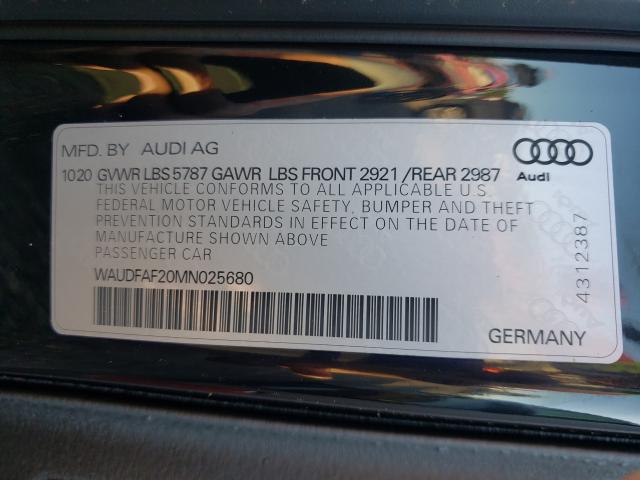 MFD. BY AUDI AG
1020 GVWR LBS 5787 GAWR LBS FRONT 2921 /REAR 2987
THIS VEHICLE CONFORMS TO ALL APPLICABLE U.S.
FEDERAL MOTOR VEHICLE SAFETY, BUMPER AND THEFT
PREVENTION STANDARDS IN EFFECT ON THE DATE OF
MANUFACTURE SHOWN ABOVE
PASSENGER CAR
WAUDFAF20MN025680
Audi
4312387
GERMANY